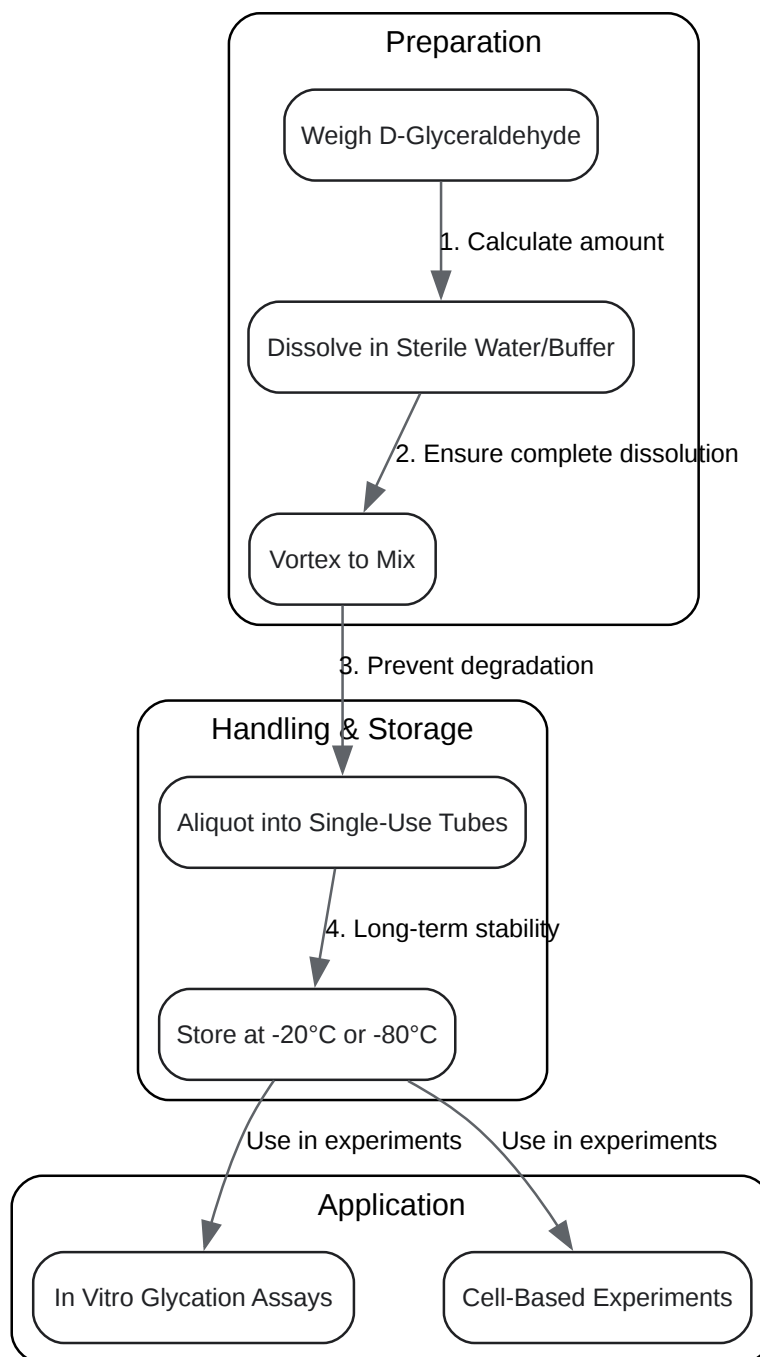 Preparation
Weigh D-Glyceraldehyde
1. Calculate amount
Dissolve in Sterile Water/Buffer
2. Ensure complete dissolution
Vortex to Mix
3. Prevent degradation
Handling & Storage
Aliquot into Single-Use Tubes
4. Long-term stability
Store at -20°C or -80°C
Use in experiments
Use in experiments
Application
In Vitro Glycation Assays
Cell-Based Experiments